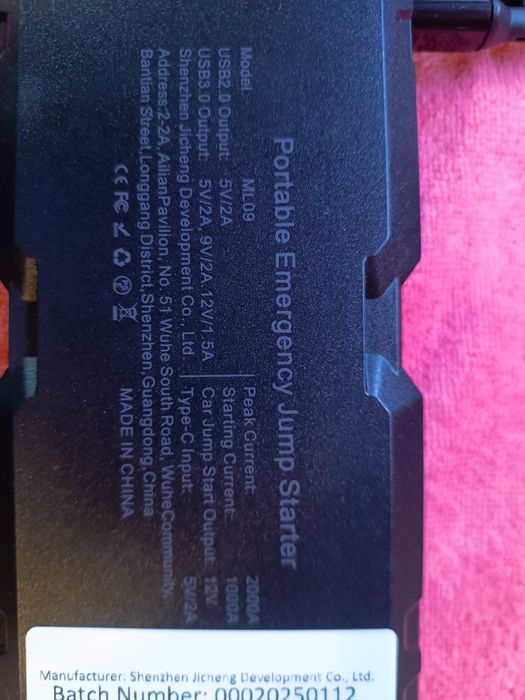 Portable Emergency Jump Starter
Model: ML09
USB2.0 Output: 5V/2A
USB3.0 Output: 5V/2A, 9V/2A,12V/1.5A
Peak Current: 2000A
Starting Current: 1000A
Car Jump Start Output: 12V
Type-C Input: 5V/2A
Shenzhen Jicheng Development Co., Ltd
Address:2-2A, AilianPavilion, No. 51 Wuhe South Road, WuheCommunity,
Bantian Street,Longgang District,Shenzhen,Guangdong,China
CE FC
MADE IN CHINA
Manufacturer: Shenzhen Jicheng Development Co., Ltd.
Batch Number: 00020250112